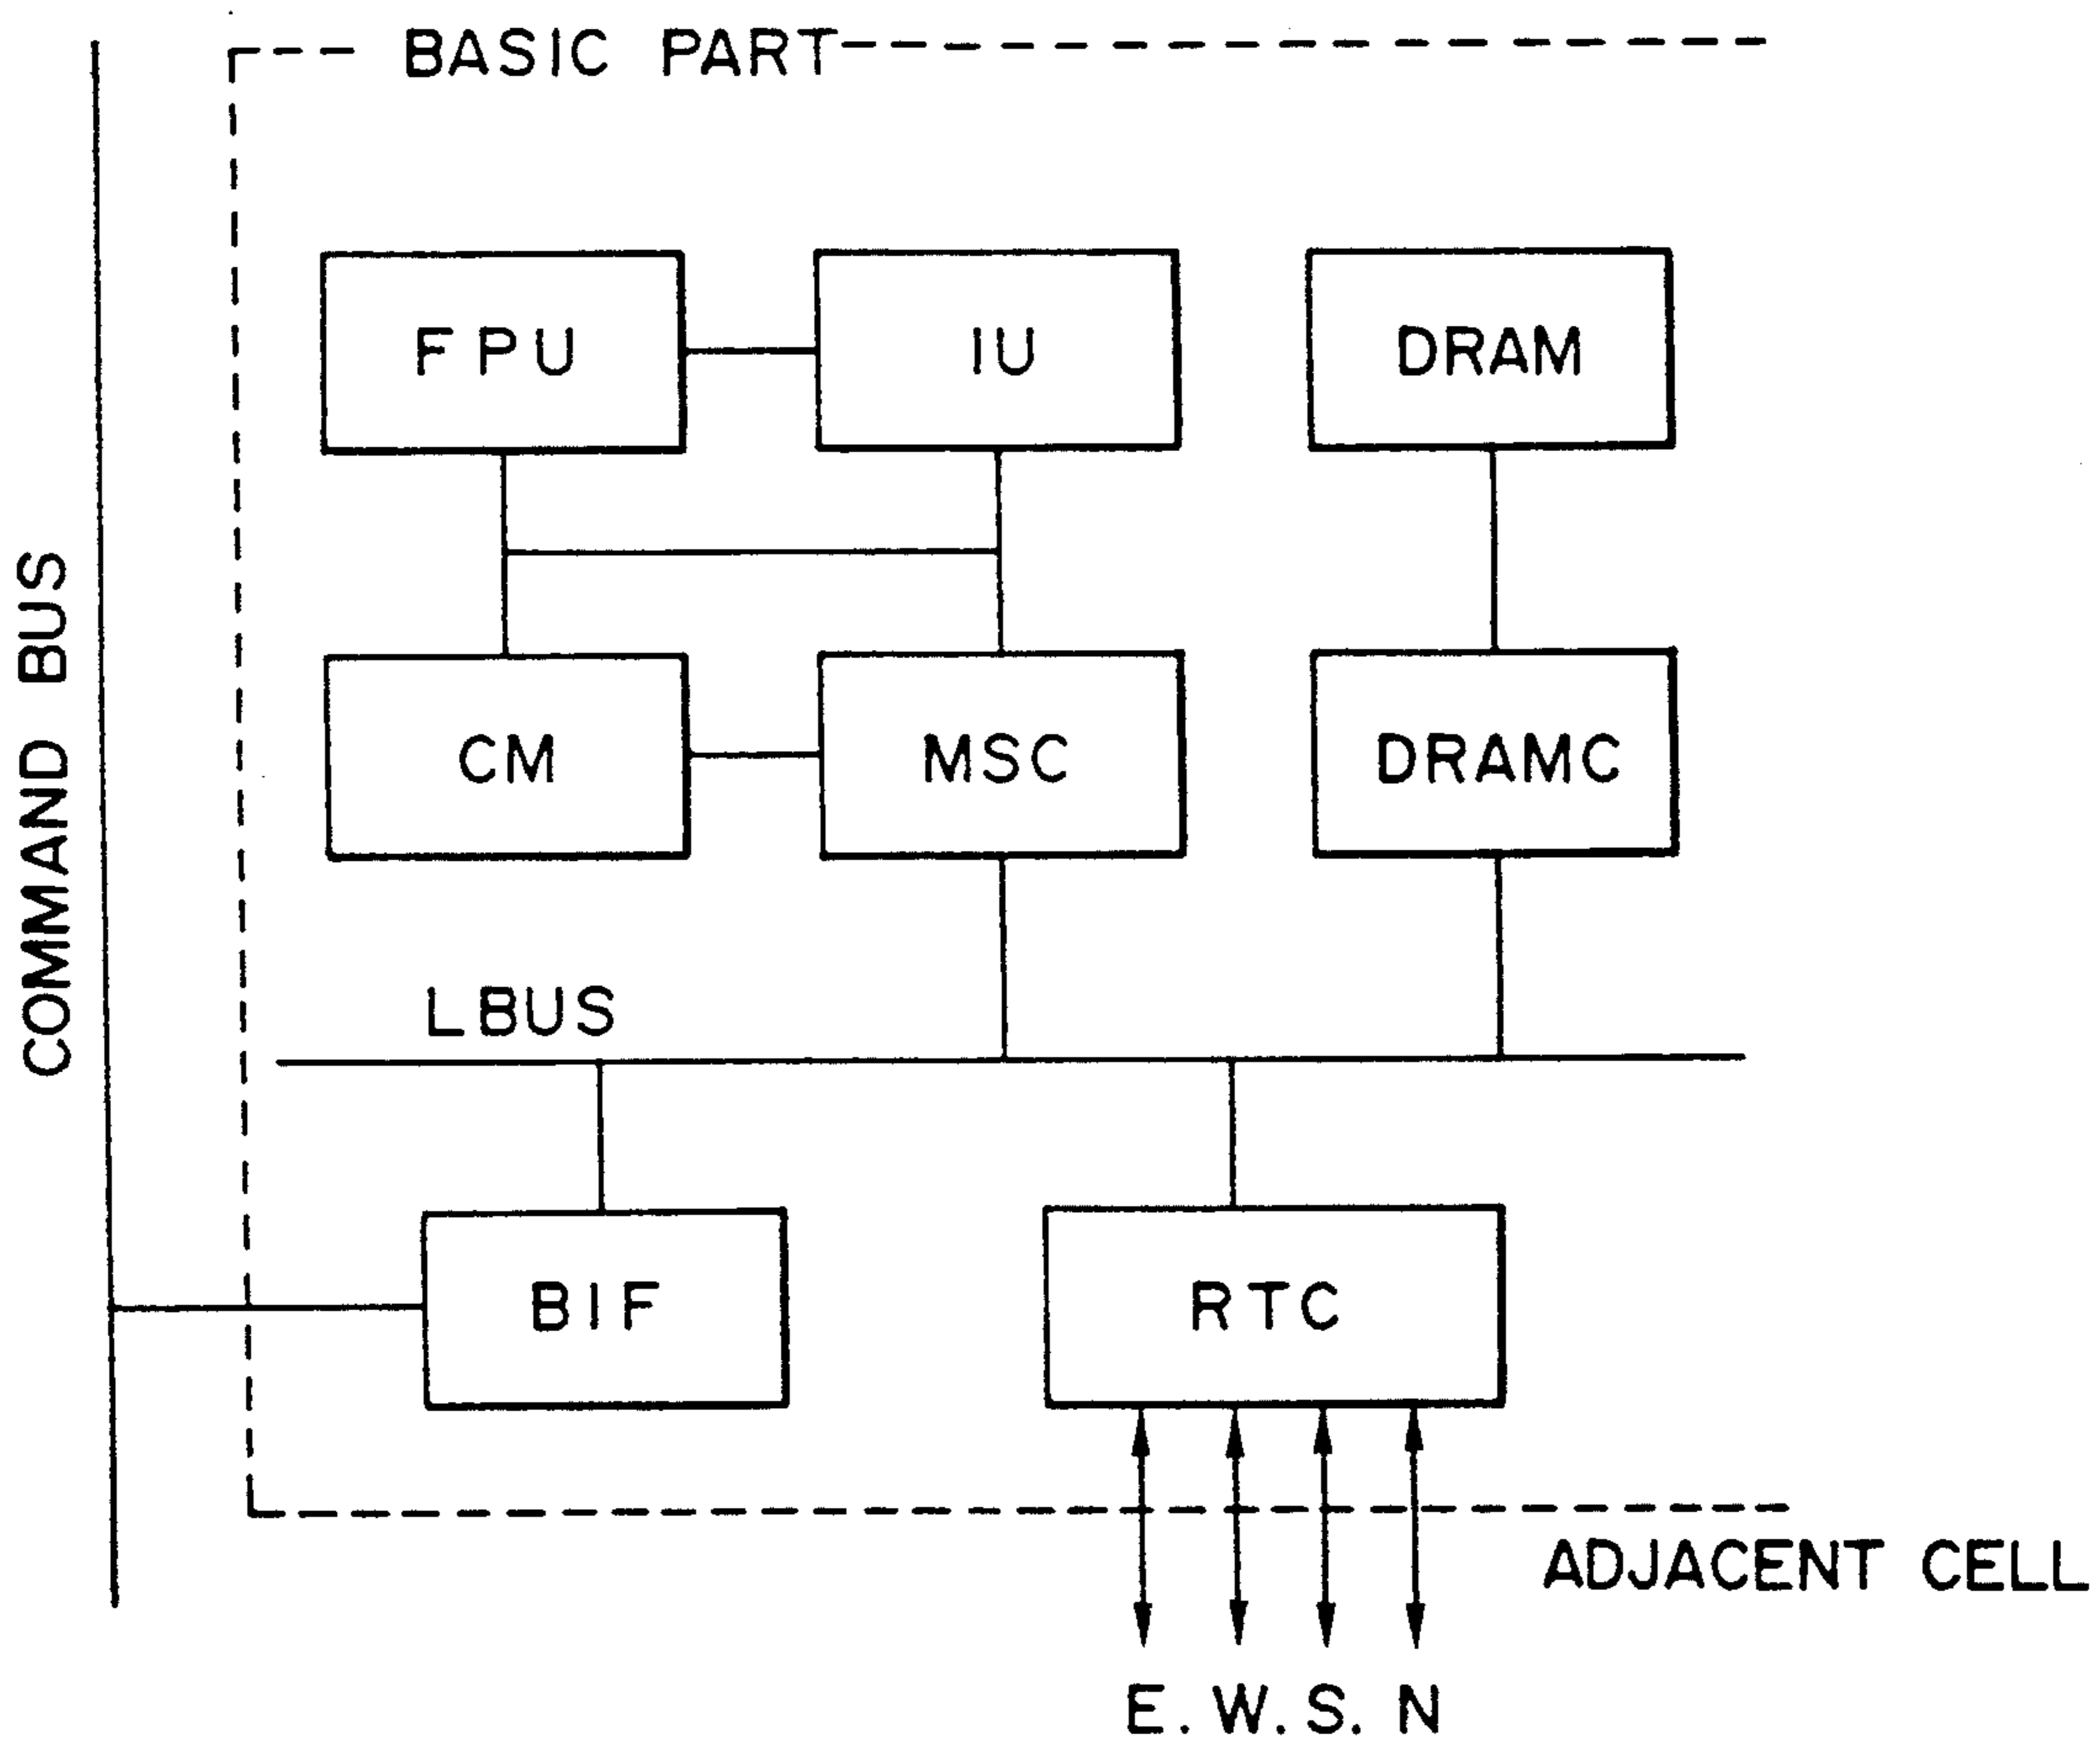 BASIC PART
COMMAND BUS
FPU
IU
DRAM
CM
MSC
DRAMC
LBUS
BIF
RTC
ADJACENT CELL
E. W. S. N